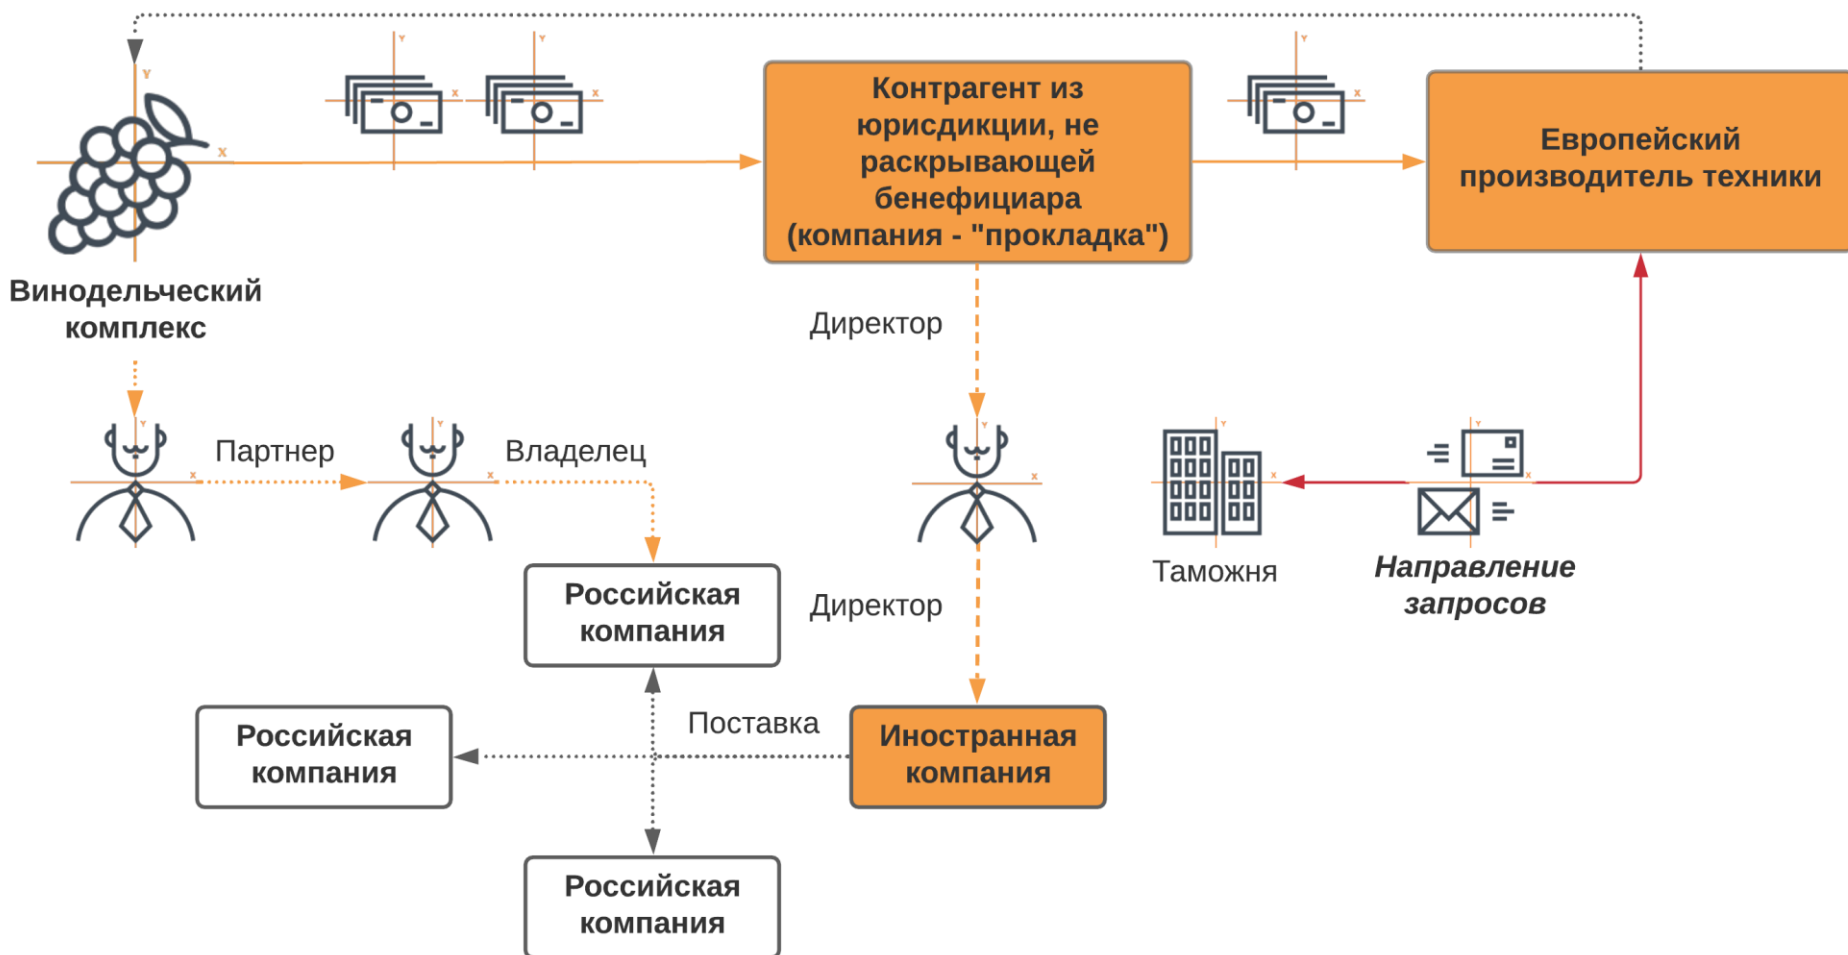 Контрагент из
юрисдикции, не
раскрывающей
бенефициара
(компания - "прокладка")
Европейский
производитель техники
Y
X
Y
X
Y
X
Y
X
Винодельческий
комплекс
Директор
Партнер
Владелец
Y
X
Y
X
Y
X
Y
X
Y
X
Таможня
Направление
запросов
Российская
компания
Директор
Российская
компания
Поставка
Иностранная
компания
Российская
компания